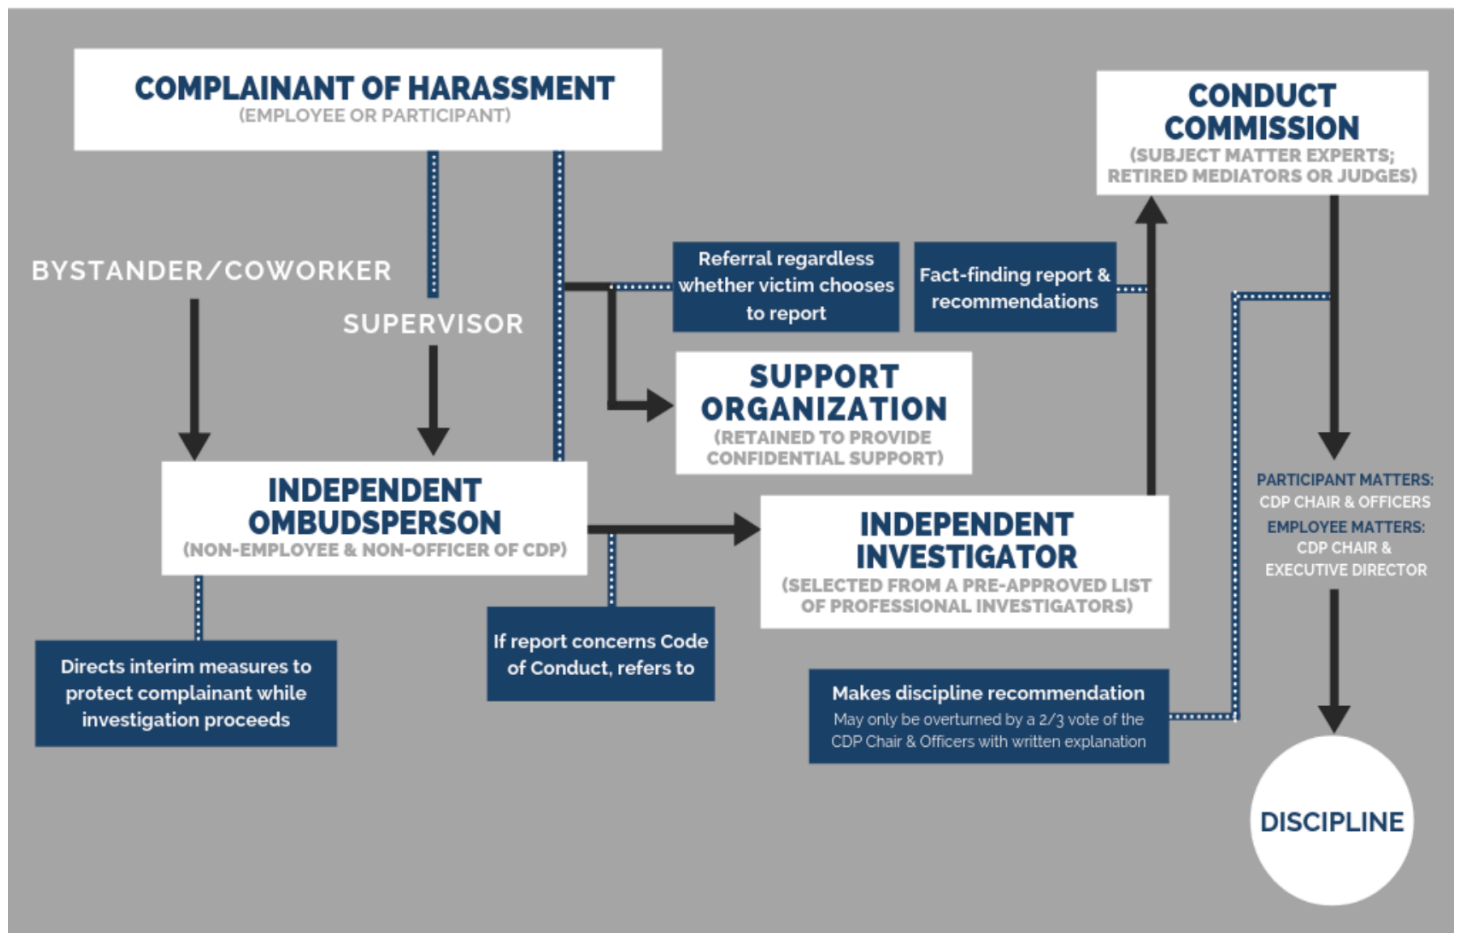 COMPLAINANT OF HARASSMENT
(EMPLOYEE OR PARTICIPANT)
CONDUCT
COMMISSION
(SUBJECT MATTER EXPERTS;
RETIRED MEDIATORS OR JUDGES)
BYSTANDER/COWORKER
SUPERVISOR
Referral regardless
whether victim chooses
to report
Fact-finding report &
recommendations
SUPPORT
ORGANIZATION
(RETAINED TO PROVIDE
CONFIDENTIAL SUPPORT)
INDEPENDENT
OMBUDSPERSON
(NON-EMPLOYEE & NON-OFFICER OF CDP)
INDEPENDENT
INVESTIGATOR
(SELECTED FROM A PRE-APPROVED LIST
OF PROFESSIONAL INVESTIGATORS)
PARTICIPANT MATTERS:
CDP CHAIR & OFFICERS
EMPLOYEE MATTERS:
CDP CHAIR &
EXECUTIVE DIRECTOR
Directs interim measures to
protect complainant while
investigation proceeds
If report concerns Code
of Conduct, refers to
Makes discipline recommendation
May only be overturned by a 2/3 vote of the
CDP Chair & Officers with written explanation
DISCIPLINE